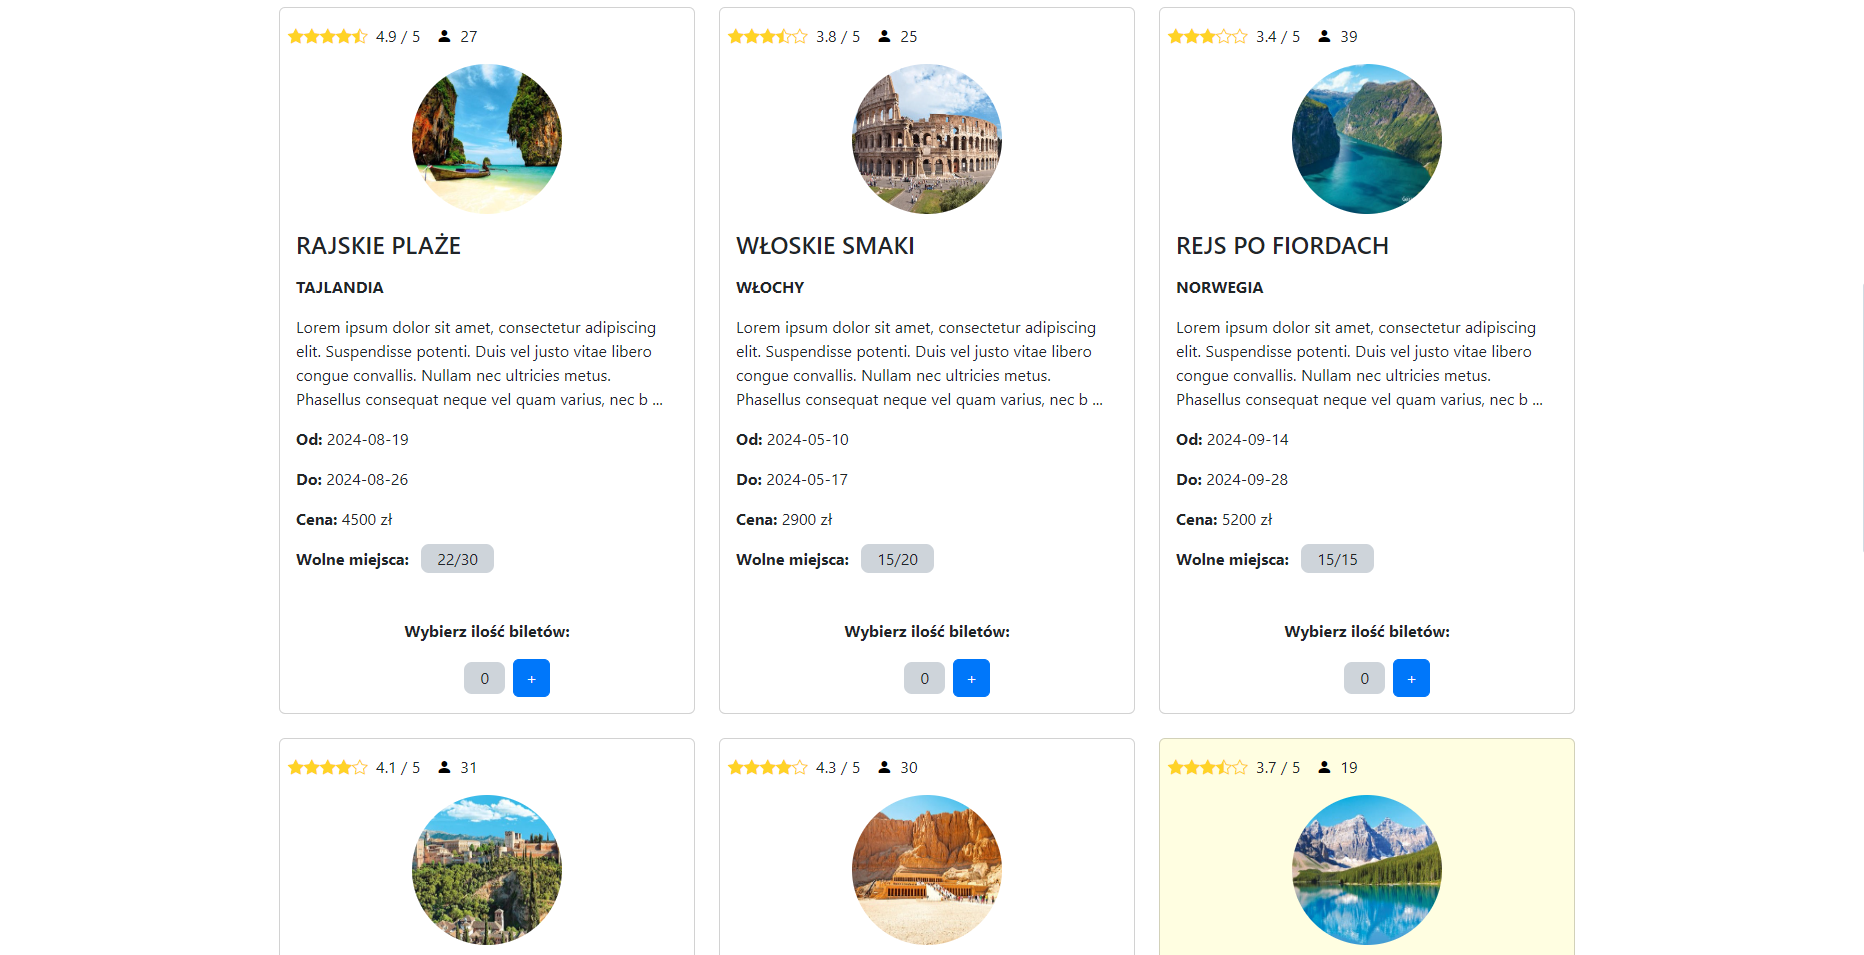 4.9 / 5 27
RAJSKIE PLAŻE
TAJLANDIA
Lorem ipsum dolor sit amet, consectetur adipiscing
elit. Suspendisse potenti. Duis vel justo vitae libero
congue convallis. Nullam nec ultricies metus.
Phasellus consequat neque vel quam varius, nec b ...
Od: 2024-08-19
Do: 2024-08-26
Cena: 4500 zł
Wolne miejsca: 22/30
Wybierz ilość biletów:
0 +
3.8 / 5 25
WŁOSKIE SMAKI
WŁOCHY
Lorem ipsum dolor sit amet, consectetur adipiscing
elit. Suspendisse potenti. Duis vel justo vitae libero
congue convallis. Nullam nec ultricies metus.
Phasellus consequat neque vel quam varius, nec b ...
Od: 2024-05-10
Do: 2024-05-17
Cena: 2900 zł
Wolne miejsca: 15/20
Wybierz ilość biletów:
0 +
3.4 / 5 39
REJS PO FIORDACH
NORWEGIA
Lorem ipsum dolor sit amet, consectetur adipiscing
elit. Suspendisse potenti. Duis vel justo vitae libero
congue convallis. Nullam nec ultricies metus.
Phasellus consequat neque vel quam varius, nec b ...
Od: 2024-09-14
Do: 2024-09-28
Cena: 5200 zł
Wolne miejsca: 15/15
Wybierz ilość biletów:
0 +
4.1 / 5 31
4.3 / 5 30
3.7 / 5 19